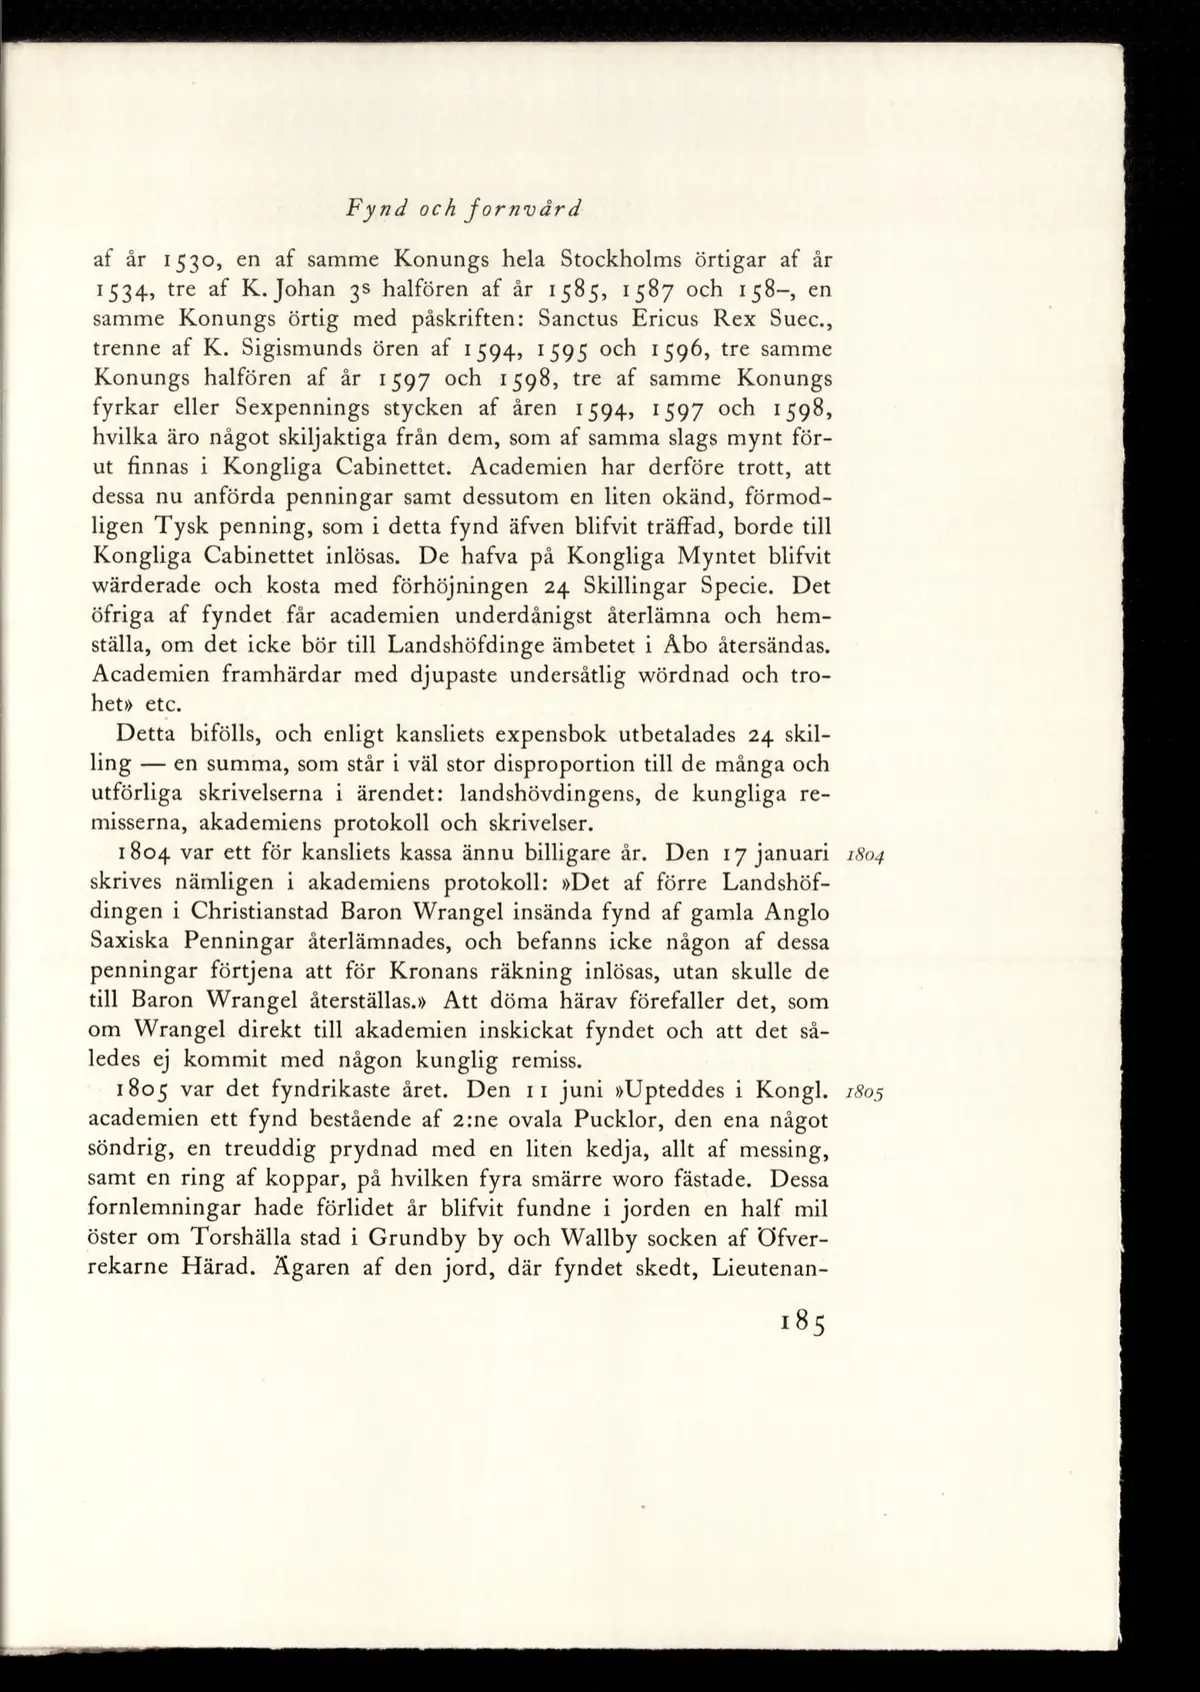 Fynd och fornvård
af år 1530, en af samme Konungs hela Stockholms örtigar af år
1534, tre af K. Johan 3s halfören af år 1585, 1587 och 158–, en
samme Konungs örtig med påskriften: Sanctus Ericus Rex Suec.,
trenne af K. Sigismunds ören af 1594, 1595 och 1596, tre samme
Konungs halfören af år 1597 och 1598, tre af samme Konungs
fyrkar eller Sexpennings stycken af åren 1594, 1597 och 1598,
hvilka äro något skiljaktiga från dem, som af samma slags mynt för-
ut finnas i Kongliga Cabinettet. Academien har derföre trott, att
dessa nu anförda penningar samt dessutom en liten okänd, förmod-
ligen Tysk penning, som i detta fynd äfven blifvit träffad, borde till
Kongliga Cabinettet inlösas. De hafva på Kongliga Myntet blifvit
wärderade och kosta med förhöjningen 24 Skillingar Specie. Det
öfriga af fyndet får academien underdånigst återlämna och hem-
ställa, om det icke bör till Landshöfdinge ämbetet i Åbo återsändas.
Academien framhärdar med djupaste undersåtlig wördnad och tro-
het» etc.
Detta bifölls, och enligt kansliets expensbok utbetalades 24 skil-
ling — en summa, som står i väl stor disproportion till de många och
utförliga skrivelserna i ärendet: landshövdingens, de kungliga re-
misserna, akademiens protokoll och skrivelser.
1804 var ett för kansliets kassa ännu billigare år. Den 17 januari 1804
skrives nämligen i akademiens protokoll: »Det af förre Landshöf-
dingen i Christianstad Baron Wrangel insända fynd af gamla Anglo
Saxiska Penningar återlämnades, och befanns icke någon af dessa
penningar förtjena att för Kronans räkning inlösas, utan skulle de
till Baron Wrangel återställas.» Att döma härav förefaller det, som
om Wrangel direkt till akademien inskickat fyndet och att det så-
ledes ej kommit med någon kunglig remiss.
1805 var det fyndrikaste året. Den 11 juni »Upteddes i Kongl. 1805
academien ett fynd bestående af 2:ne ovala Pucklor, den ena något
söndrig, en treuddig prydnad med en liten kedja, allt af messing,
samt en ring af koppar, på hvilken fyra smärre woro fästade. Dessa
fornlemningar hade förlidet år blifvit fundne i jorden en half mil
öster om Torshälla stad i Grundby by och Wallby socken af Öfver-
rekarne Härad. Ägaren af den jord, där fyndet skedt, Lieutenan-
185